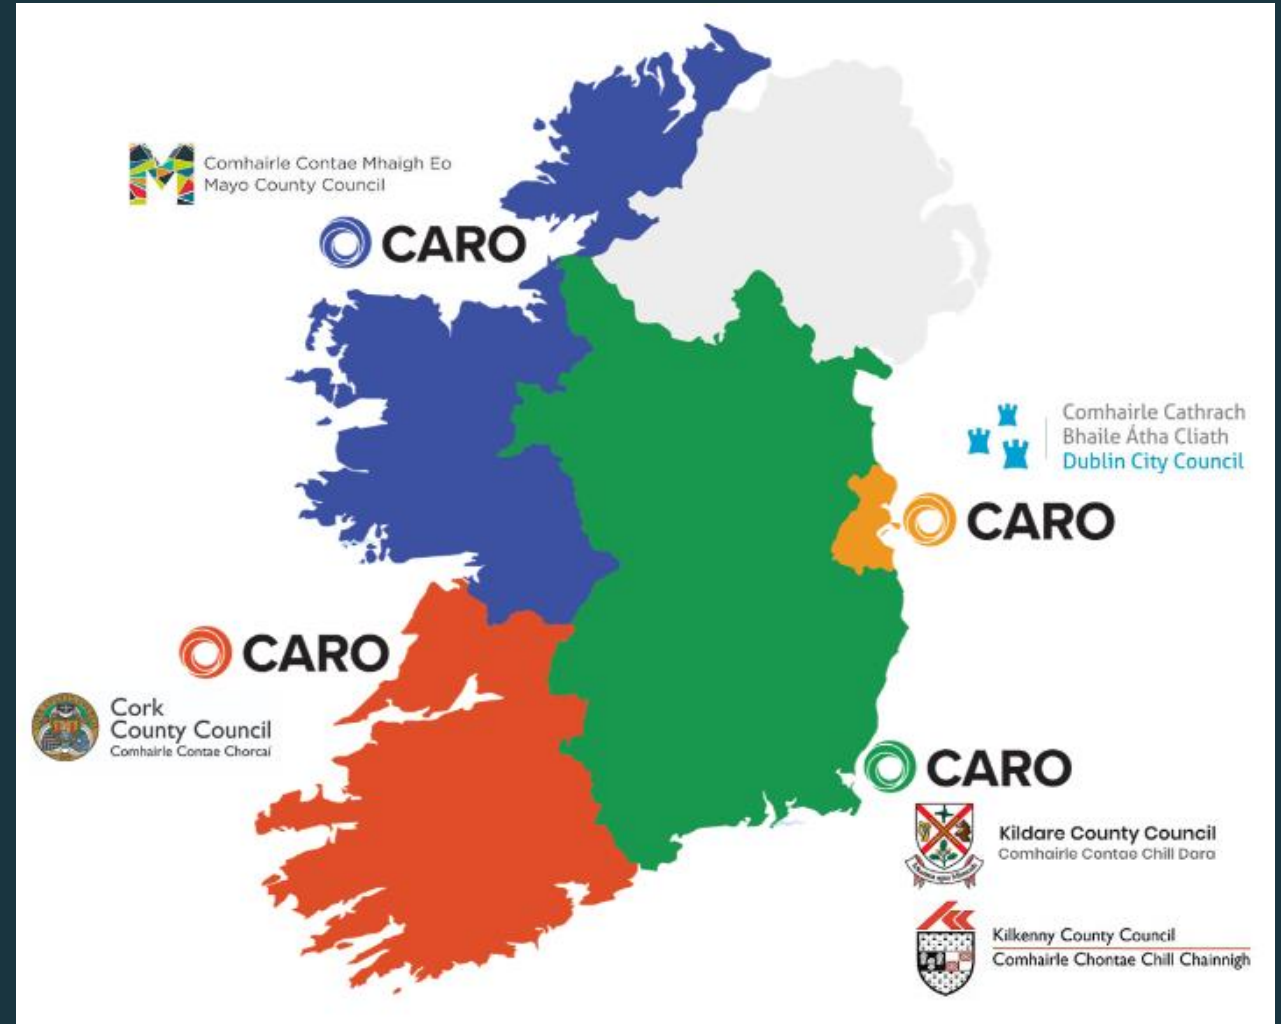 Comhairle Contae Mhaigh Eo
Mayo County Council
CARO
Comhairle Cathrach
Bhaile Átha Cliath
Dublin City Council
CARO
CARO
Cork
County Council
Comhairle Contae Chorcaí
CARO
Kildare County Council
Comhairle Contae Chill Dara
Kilkenny County Council
Comhairle Chontae Chill Chainnigh